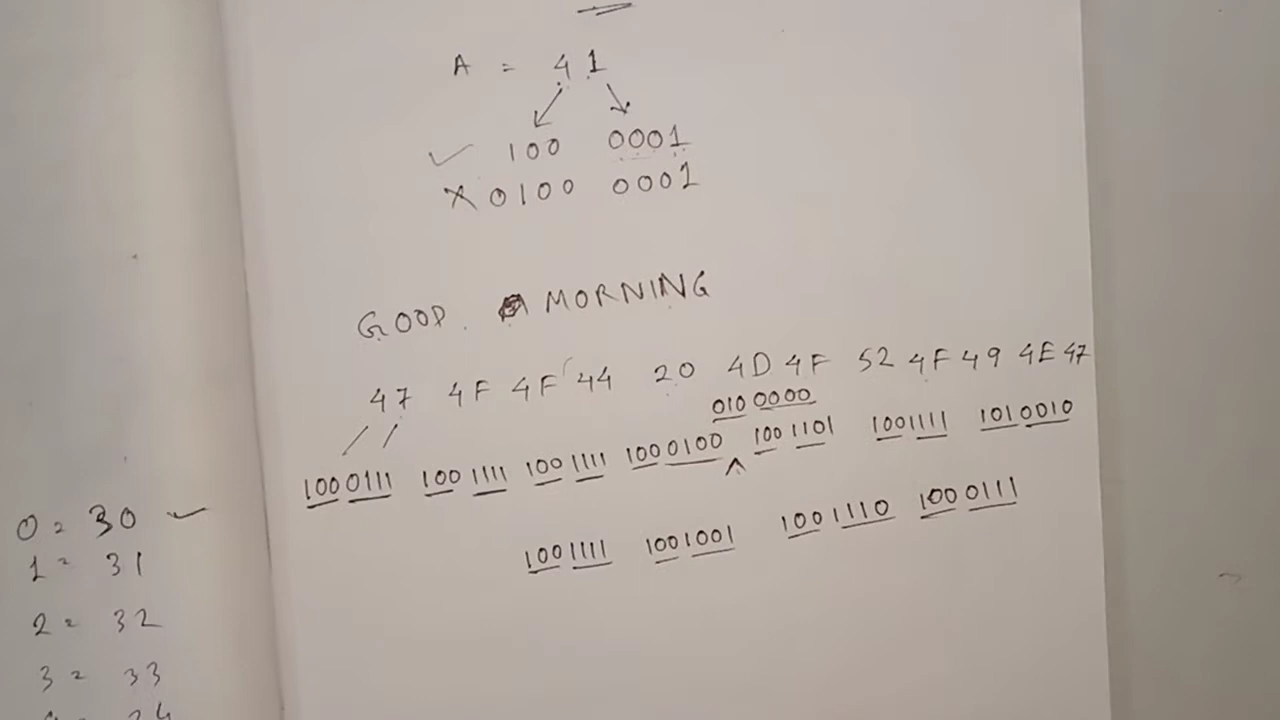 A = 41
100 0001
0100 0001
GOOD MORNING
47 4F 4F 44 20 4D 4F 52 4F 49 4E 47
0100000
1000111 1001111 1001111 1000100 1001101 1001111 1010010
1001111 1001001 1001110 1000111
0 = 30
1 = 31
2 = 32
3 = 33